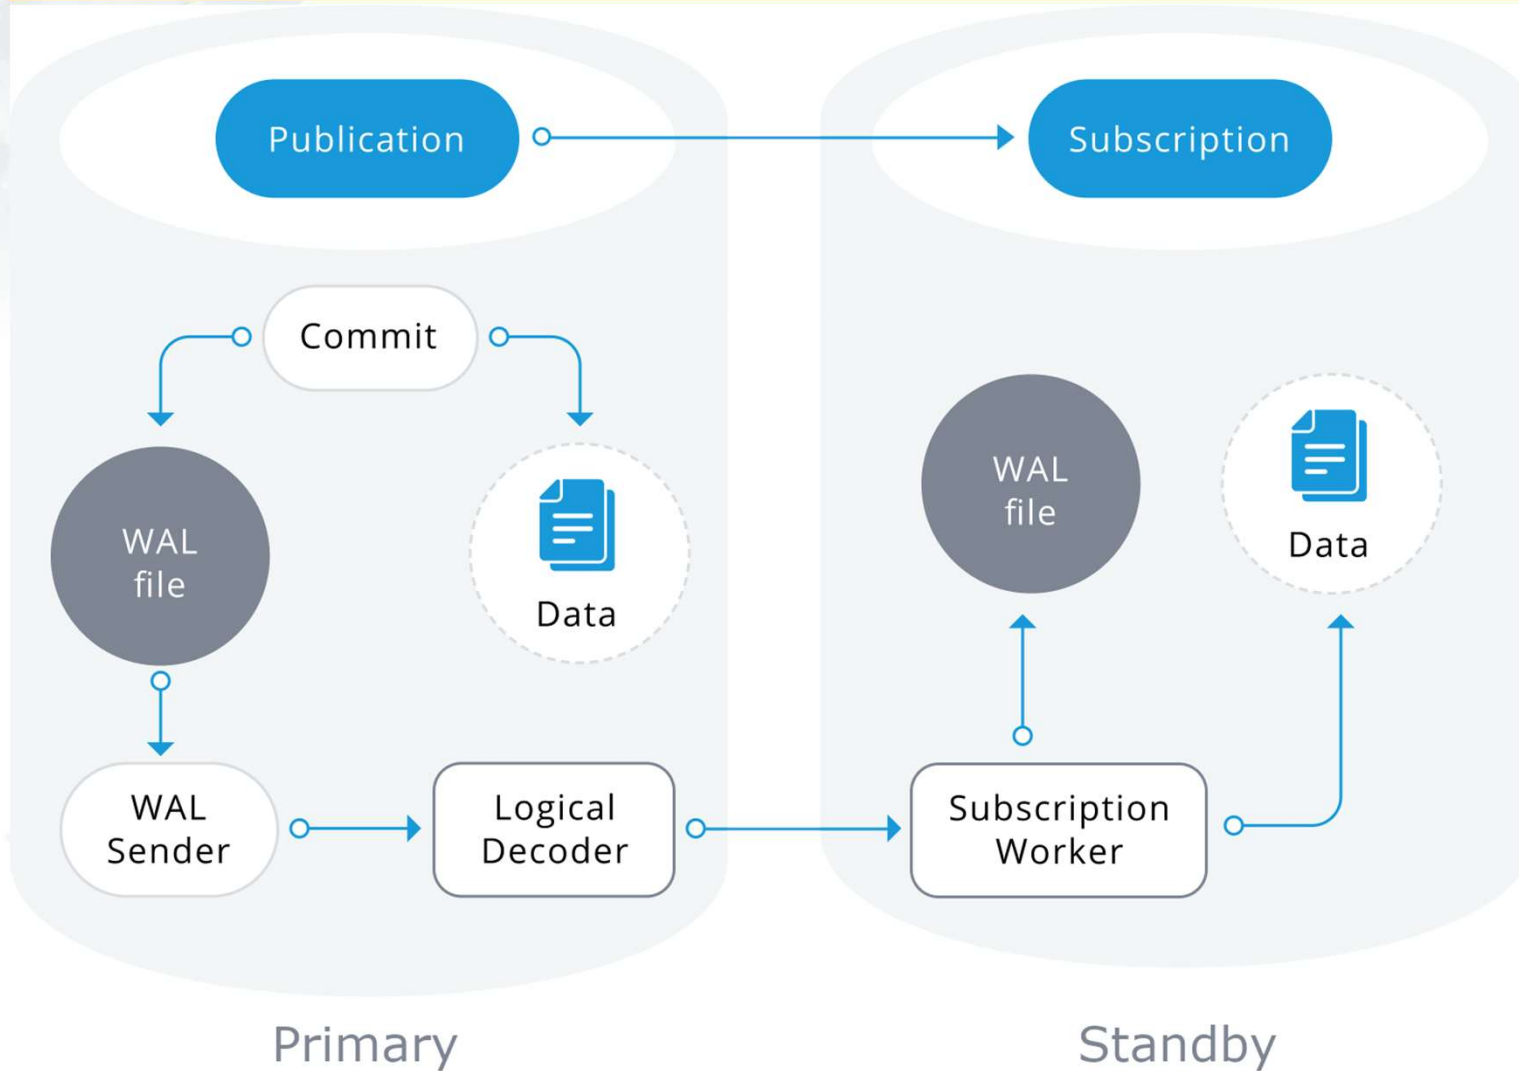 Publication
Subscription
Commit
WAL
file
Data
WAL
file
Data
WAL
Sender
Logical
Decoder
Subscription
Worker
Primary
Standby